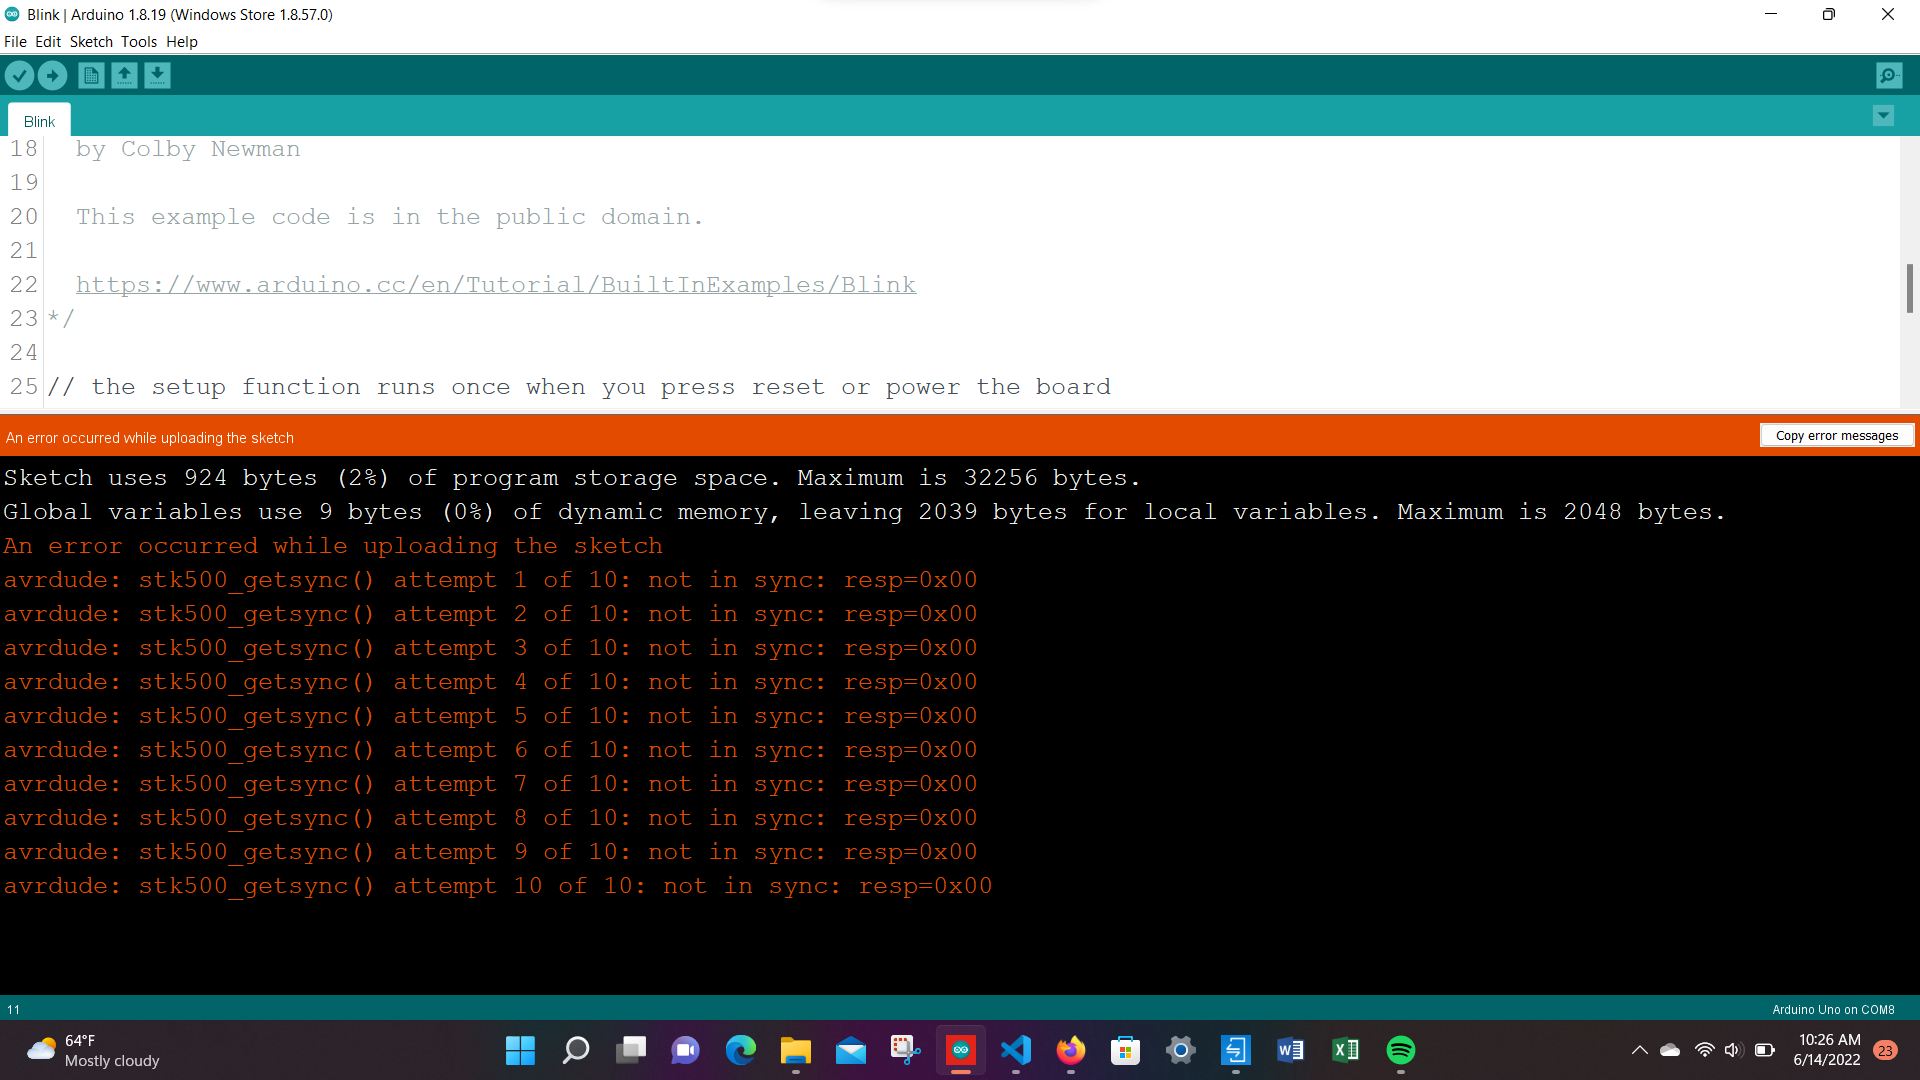 Blink | Arduino 1.8.19 (Windows Store 1.8.57.0)
File Edit Sketch Tools Help
Blink
18 by Colby Newman
19
20 This example code is in the public domain.
21
22 https://www.arduino.cc/en/Tutorial/BuiltInExamples/Blink
23 */
24
25 // the setup function runs once when you press reset or power the board
An error occurred while uploading the sketch
Copy error messages
Sketch uses 924 bytes (2%) of program storage space. Maximum is 32256 bytes.
Global variables use 9 bytes (0%) of dynamic memory, leaving 2039 bytes for local variables. Maximum is 2048 bytes.
An error occurred while uploading the sketch
avrdude: stk500_getsync() attempt 1 of 10: not in sync: resp=0x00
avrdude: stk500_getsync() attempt 2 of 10: not in sync: resp=0x00
avrdude: stk500_getsync() attempt 3 of 10: not in sync: resp=0x00
avrdude: stk500_getsync() attempt 4 of 10: not in sync: resp=0x00
avrdude: stk500_getsync() attempt 5 of 10: not in sync: resp=0x00
avrdude: stk500_getsync() attempt 6 of 10: not in sync: resp=0x00
avrdude: stk500_getsync() attempt 7 of 10: not in sync: resp=0x00
avrdude: stk500_getsync() attempt 8 of 10: not in sync: resp=0x00
avrdude: stk500_getsync() attempt 9 of 10: not in sync: resp=0x00
avrdude: stk500_getsync() attempt 10 of 10: not in sync: resp=0x00
11
Arduino Uno on COM8
64°F
Mostly cloudy
10:26 AM
6/14/2022
23